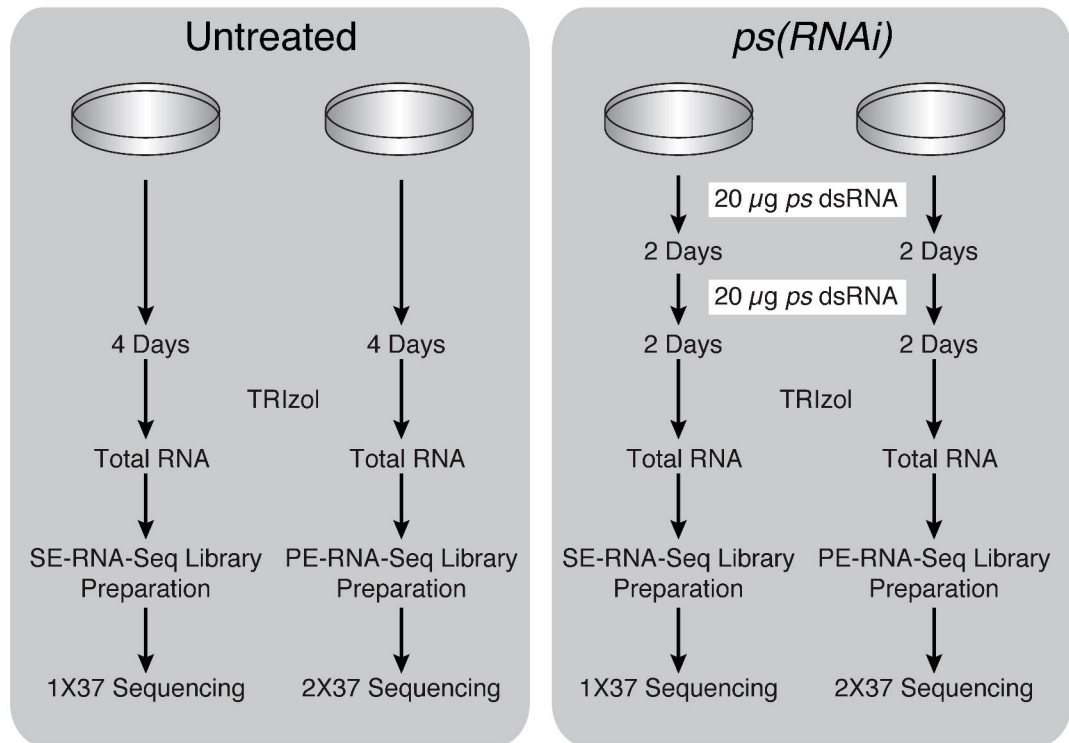 Untreated
4 Days
4 Days
TRIzol
Total RNA
Total RNA
SE-RNA-Seq Library
Preparation
PE-RNA-Seq Library
Preparation
1X37 Sequencing
2X37 Sequencing
ps(RNAi)
20 µg ps dsRNA
2 Days
2 Days
20 µg ps dsRNA
2 Days
2 Days
TRIzol
Total RNA
Total RNA
SE-RNA-Seq Library
Preparation
PE-RNA-Seq Library
Preparation
1X37 Sequencing
2X37 Sequencing